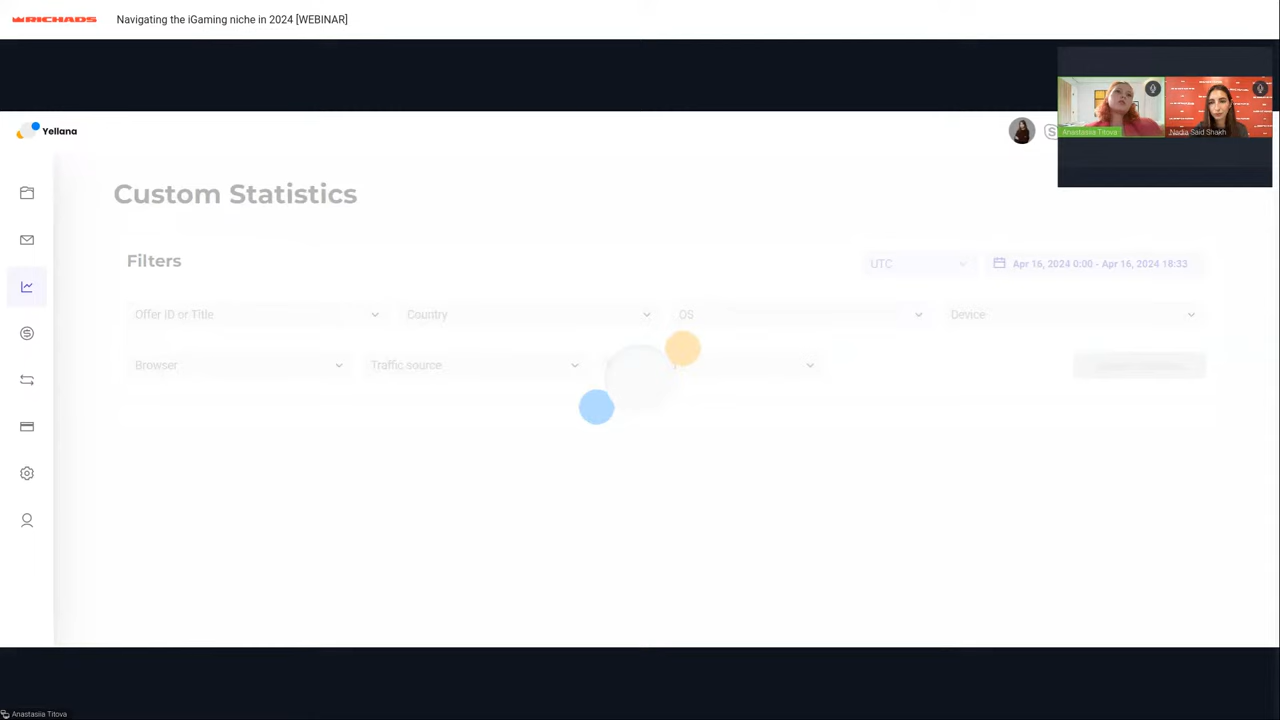 RICHADS
Navigating the iGaming niche in 2024 [WEBINAR]
Yellana
Anastasiia Titova
Nadia Said Shakh
Custom Statistics
Filters
UTC
Apr 16, 2024 0:00 - Apr 16, 2024 18:33
Offer ID or Title
Country
OS
Device
Browser
Traffic source
Anastasiia Titova